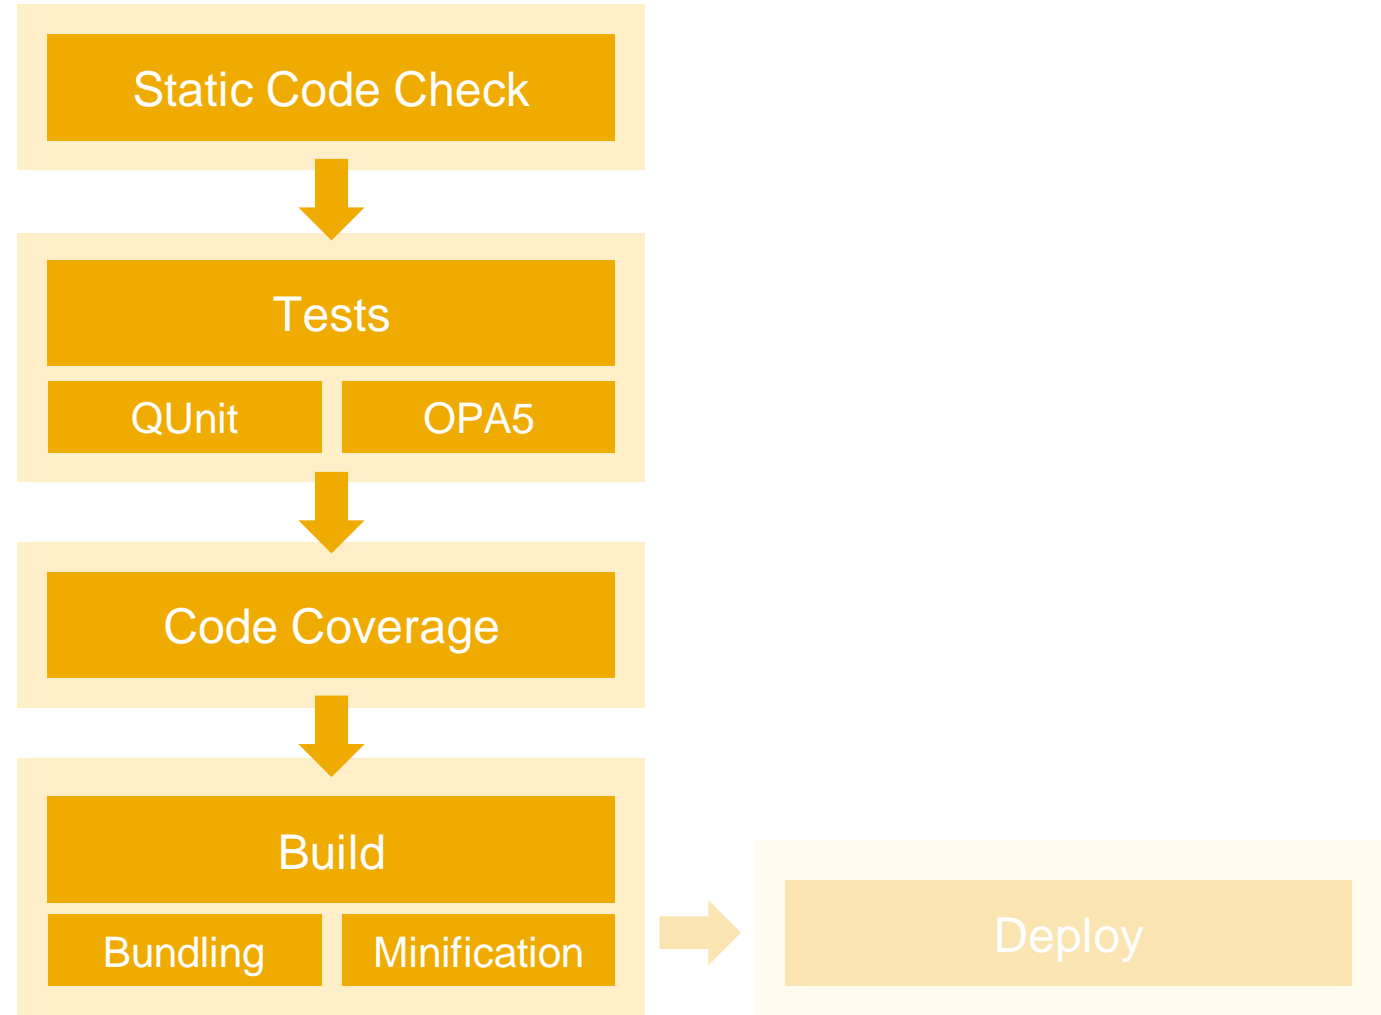 Static Code Check
Tests
QUnit
OPA5
Code Coverage
Build
Bundling
Minification
Deploy